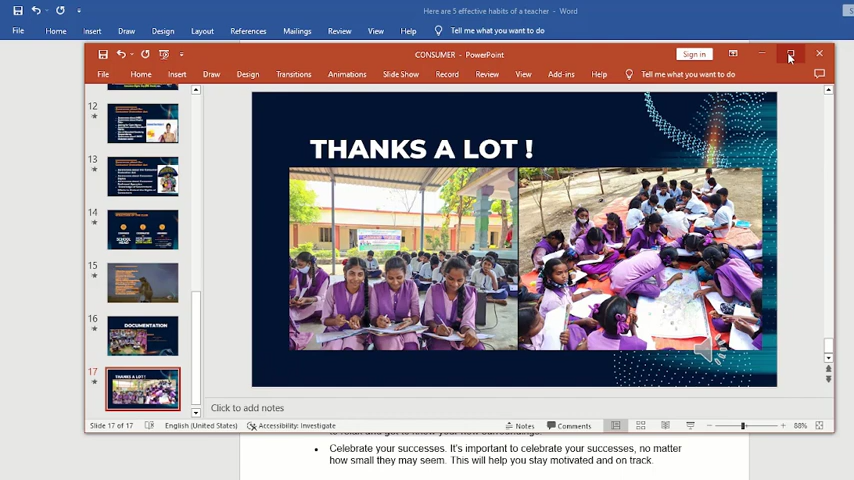 Here are 5 effective habits of a teacher - Word
File Home Insert Draw Design Layout References Mailings Review View Help Tell me what you want to do
CONSUMER - PowerPoint
Sign in
File Home Insert Draw Design Transitions Animations Slide Show Record Review View Add-ins Help Tell me what you want to do
12
13
14
15
16
DOCUMENTATION
17
THANKS A LOT !
THANKS A LOT !
Click to add notes
Slide 17 of 17 English (United States) Accessibility: Investigate Notes Comments 88%
Celebrate your successes. It's important to celebrate your successes, no matter
how small they may seem. This will help you stay motivated and on track.